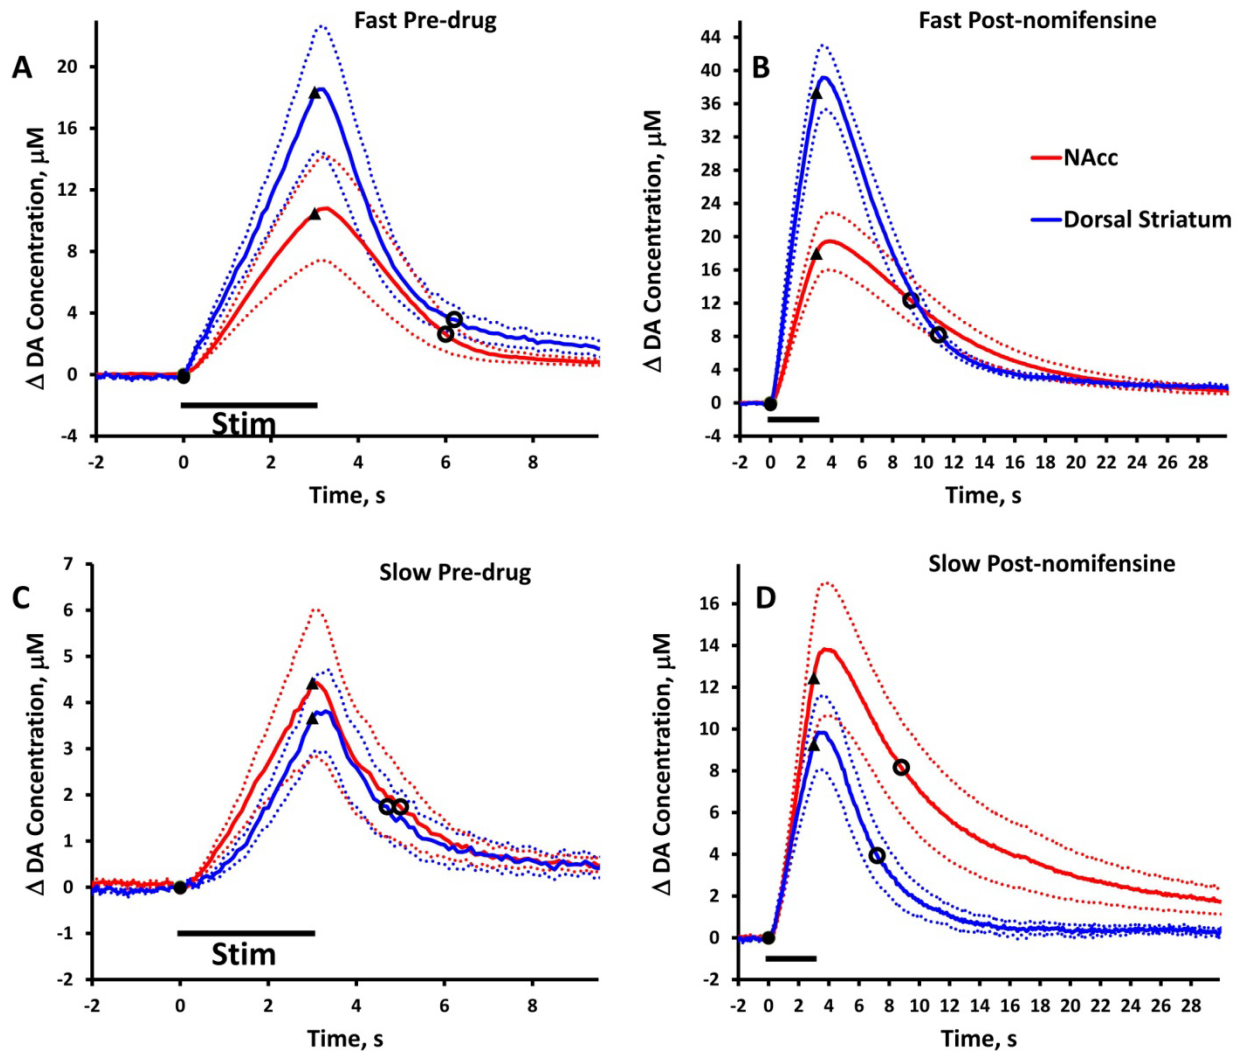 A
Fast Pre-drug
Δ DA Concentration, µM
20
16
12
8
4
0
-4
Stim
-2 0 2 4 6 8
Time, s
B
Fast Post-nomifensine
Δ DA Concentration, µM
44
40
36
32
28
24
20
16
12
8
4
0
-4
NAcc
Dorsal Striatum
-2 0 2 4 6 8 10 12 14 16 18 20 22 24 26 28
Time, s
C
Slow Pre-drug
Δ DA Concentration, µM
7
6
5
4
3
2
1
0
-1
-2
Stim
-2 0 2 4 6 8
Time, s
D
Slow Post-nomifensine
Δ DA Concentration, µM
16
14
12
10
8
6
4
2
0
-2
-2 0 2 4 6 8 10 12 14 16 18 20 22 24 26 28
Time, s